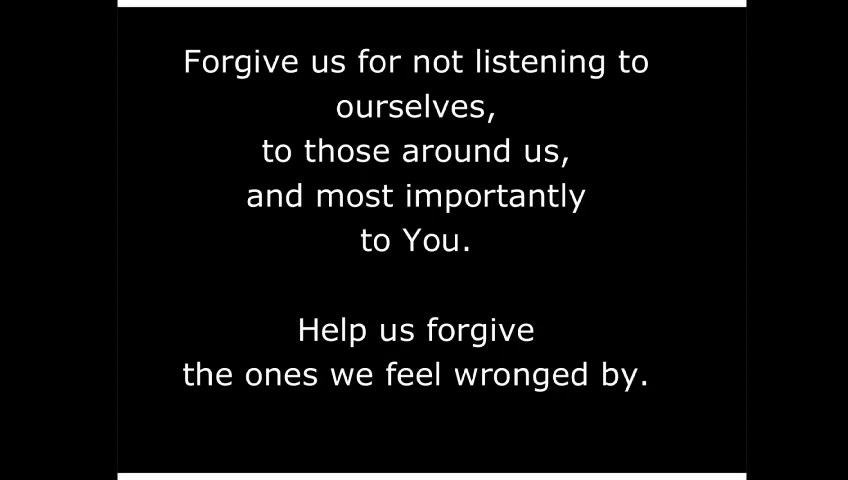 Forgive us for not listening to
ourselves,
to those around us,
and most importantly
to You.
Help us forgive
the ones we feel wronged by.